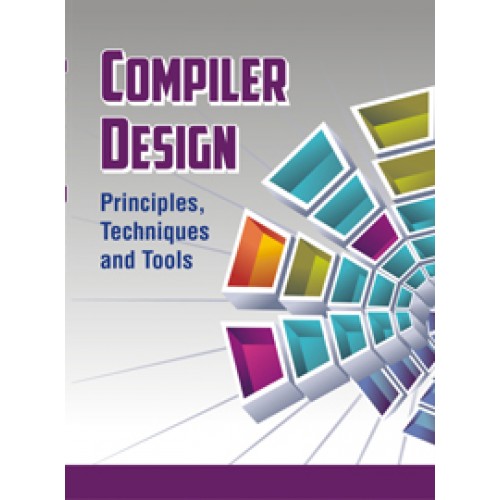 COMPILER
DESIGN
Principles,
Techniques
and Tools